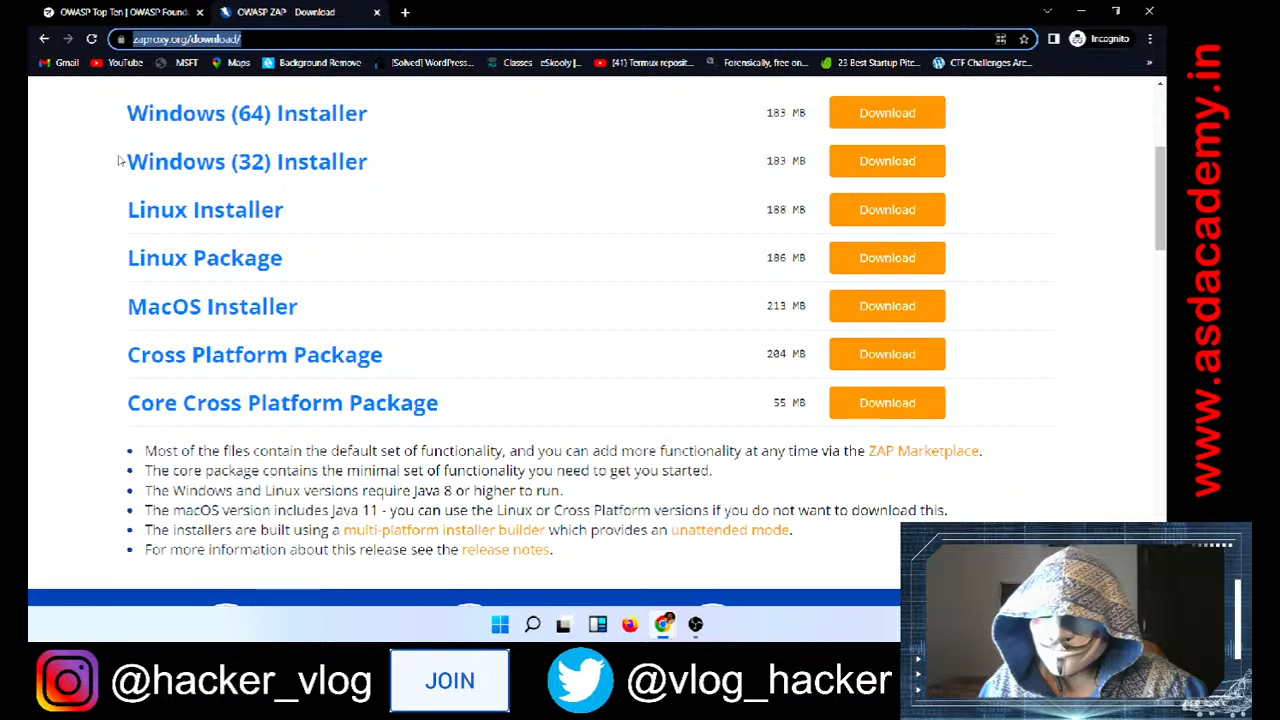 OWASP Top Ten | OWASP Found
OWASP ZAP
Download
zaproxy.org/download/
Incognito
Gmail
YouTube
MSFT
Maps
Background Remove
[Solved] WordPress...
Classes
eSkooly |...
(41) Termux reposit...
Forensically, free on...
23 Best Startup Pitc...
CTF Challenges Arc...
»
Windows (64) Installer 183 MB Download
Windows (32) Installer 183 MB Download
Linux Installer 188 MB Download
Linux Package 186 MB Download
MacOS Installer 213 MB Download
Cross Platform Package 204 MB Download
Core Cross Platform Package 55 MB Download
• Most of the files contain the default set of functionality, and you can add more functionality at any time via the ZAP Marketplace.
• The core package contains the minimal set of functionality you need to get you started.
• The Windows and Linux versions require Java 8 or higher to run.
• The macOS version includes Java 11 - you can use the Linux or Cross Platform versions if you do not want to download this.
• The installers are built using a multi-platform installer builder which provides an unattended mode.
• For more information about this release see the release notes.
www.asdacademy.in
@hacker_vlog
JOIN
@vlog_hacker